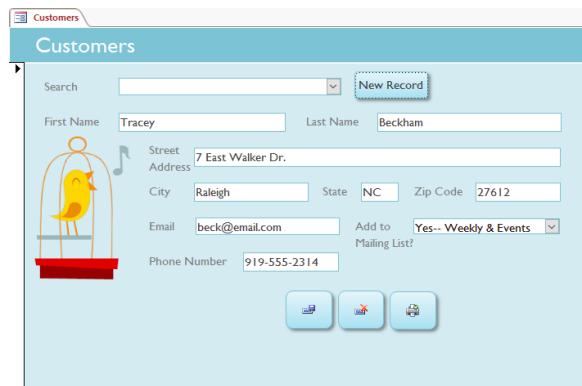 Customers
Customers
Search New Record
First Name Tracey Last Name Beckham
Street
Address 7 East Walker Dr.
City Raleigh State NC Zip Code 27612
Email beck@email.com Add to Yes-- Weekly & Events
Mailing List?
Phone Number 919-555-2314